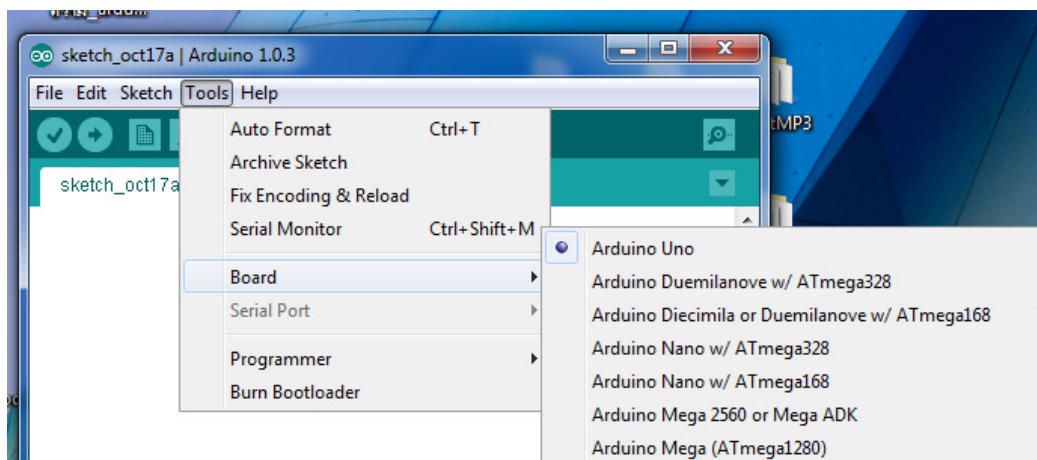 sketch_oct17a | Arduino 1.0.3
File Edit Sketch Tools Help
Auto Format Ctrl+T
Archive Sketch
Fix Encoding & Reload
Serial Monitor Ctrl+Shift+M
Board
Serial Port
Programmer
Burn Bootloader
sketch_oct17a
tMP3
Arduino Uno
Arduino Duemilanove w/ ATmega328
Arduino Diecimila or Duemilanove w/ ATmega168
Arduino Nano w/ ATmega328
Arduino Nano w/ ATmega168
Arduino Mega 2560 or Mega ADK
Arduino Mega (ATmega1280)